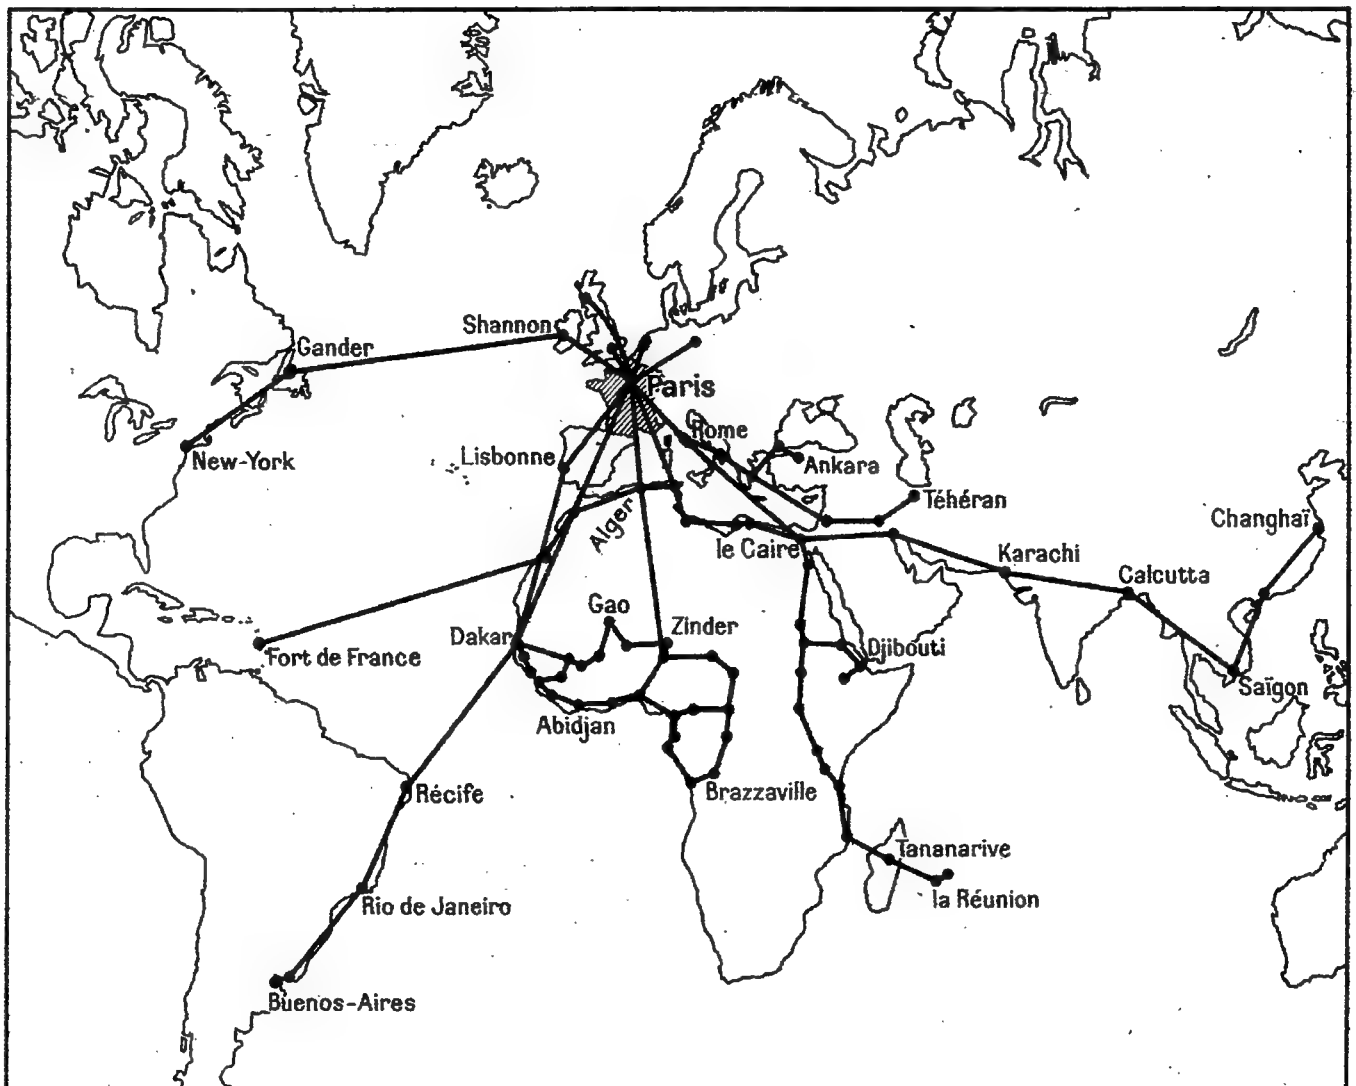 Shannon
Gander
Paris
Rome
New-York
Lisbonne
Ankara
Téhéran
Alger
Changhaï
le Caire
Karachi
Calcutta
Gao
Dakar
Zinder
Djibouti
Fort de France
Saïgon
Abidjan
Récife
Brazzaville
Tananarive
la Réunion
Rio de Janeiro
Buenos-Aires